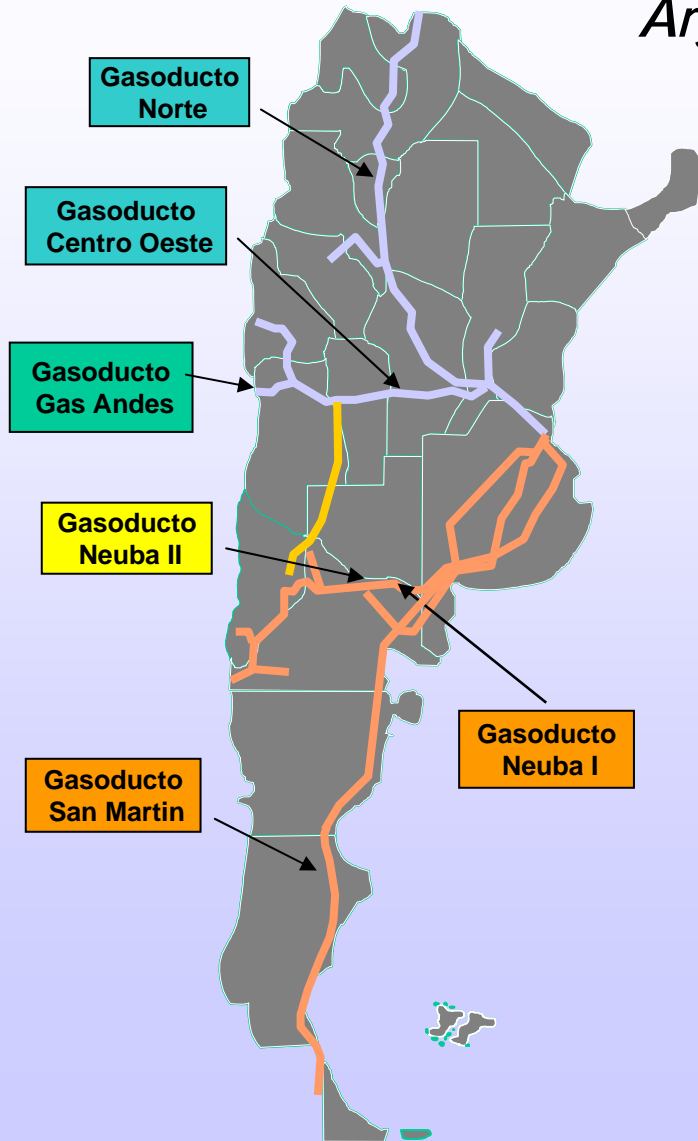 Gasoducto
Norte
Gasoducto
Centro Oeste
Gasoducto
Gas Andes
Gasoducto
Neuba II
Gasoducto
Neuba I
Gasoducto
San Martin